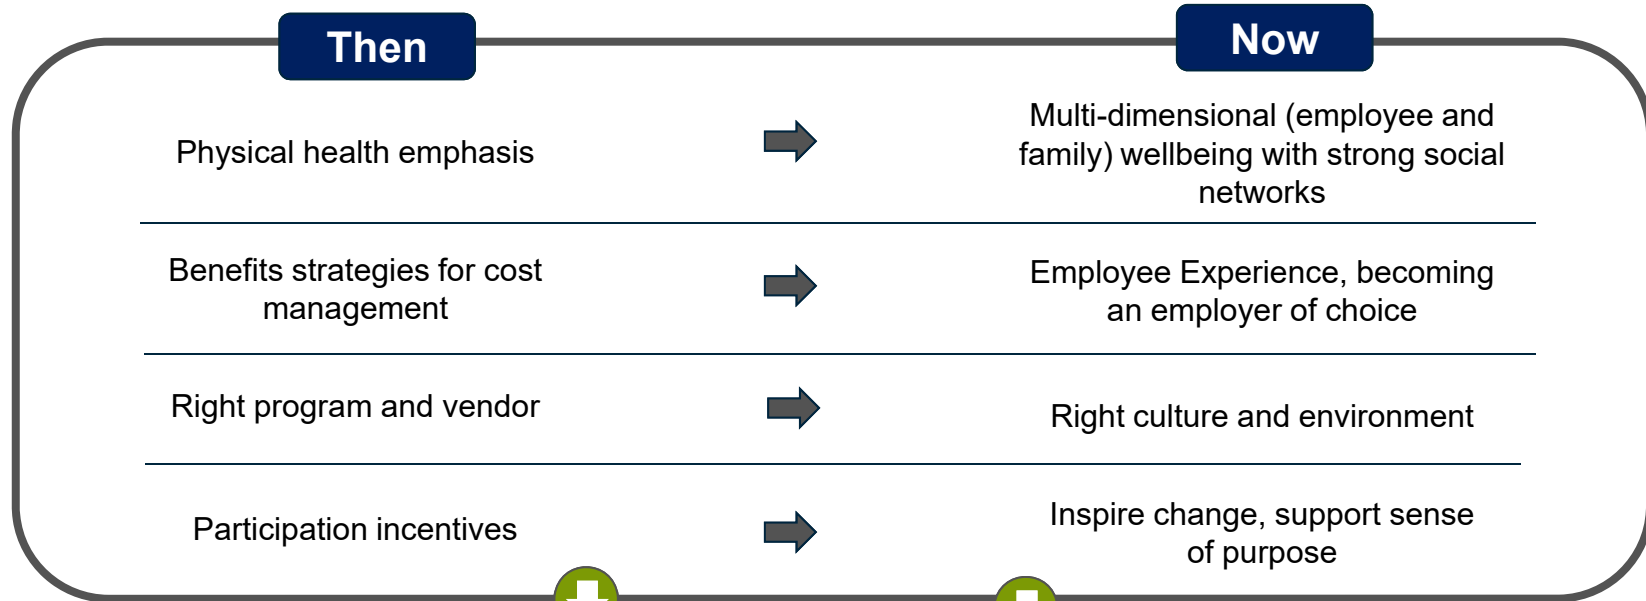 Then
Now
Physical health emphasis
Multi-dimensional (employee and
family) wellbeing with strong social
networks
Benefits strategies for cost
management
Employee Experience, becoming
an employer of choice
Right program and vendor
Right culture and environment
Participation incentives
Inspire change, support sense
of purpose